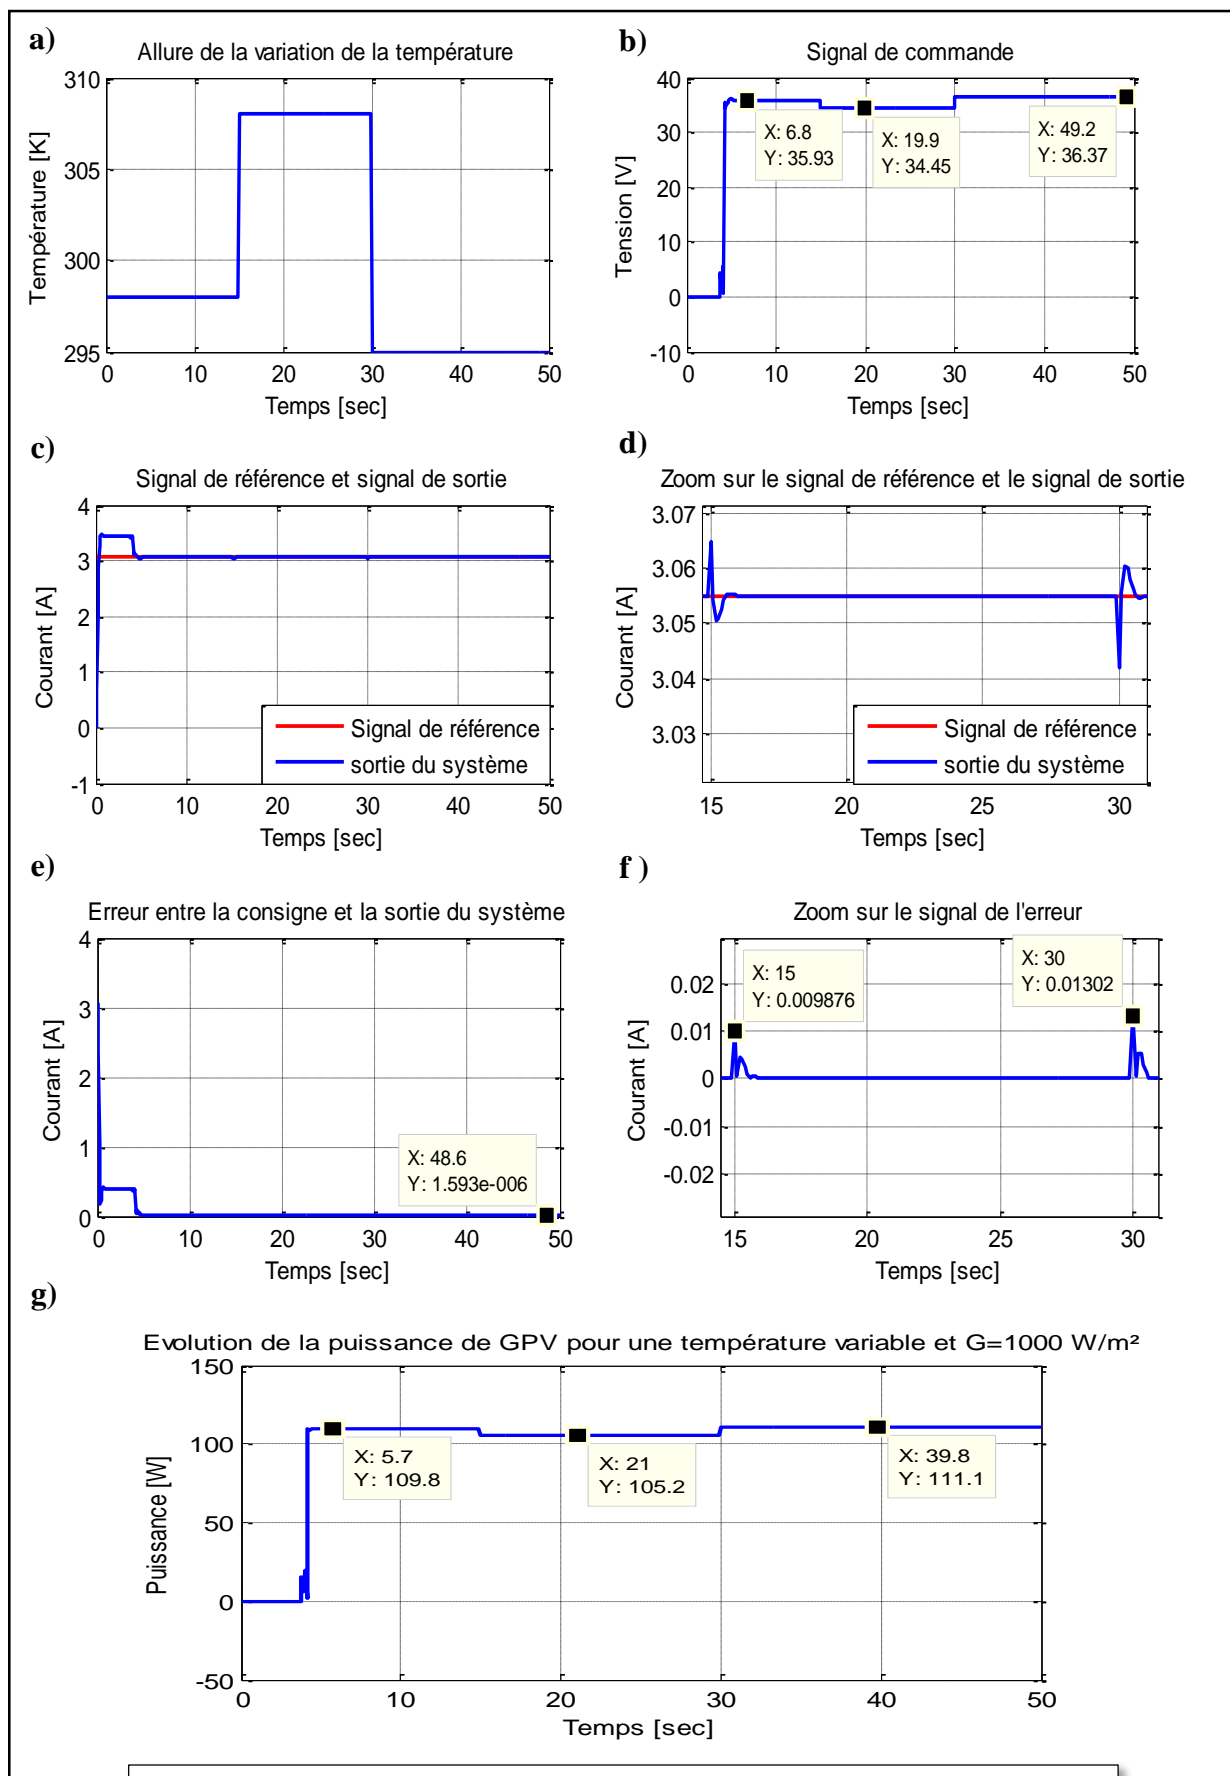 a)
Allure de la variation de la température
310
305
300
295
Température [K]
0 10 20 30 40 50
Temps [sec]
b)
Signal de commande
40
30
20
10
0
-10
Tension [V]
X: 6.8
Y: 35.93
X: 19.9
Y: 34.45
X: 49.2
Y: 36.37
0 10 20 30 40 50
Temps [sec]
c)
Signal de référence et signal de sortie
4
3
2
1
0
-1
Courant [A]
Signal de référence
sortie du système
0 10 20 30 40 50
Temps [sec]
d)
Zoom sur le signal de référence et le signal de sortie
3.07
3.06
3.05
3.04
3.03
Courant [A]
Signal de référence
sortie du système
15 20 25 30
Temps [sec]
e)
Erreur entre la consigne et la sortie du système
4
3
2
1
0
Courant [A]
X: 48.6
Y: 1.593e-006
0 10 20 30 40 50
Temps [sec]
f )
Zoom sur le signal de l'erreur
0.02
0.01
0
-0.01
-0.02
Courant [A]
X: 15
Y: 0.009876
X: 30
Y: 0.01302
15 20 25 30
Temps [sec]
g)
Evolution de la puissance de GPV pour une température variable et G=1000 W/m²
150
100
50
0
-50
Puissance [W]
X: 5.7
Y: 109.8
X: 21
Y: 105.2
X: 39.8
Y: 111.1
0 10 20 30 40 50
Temps [sec]